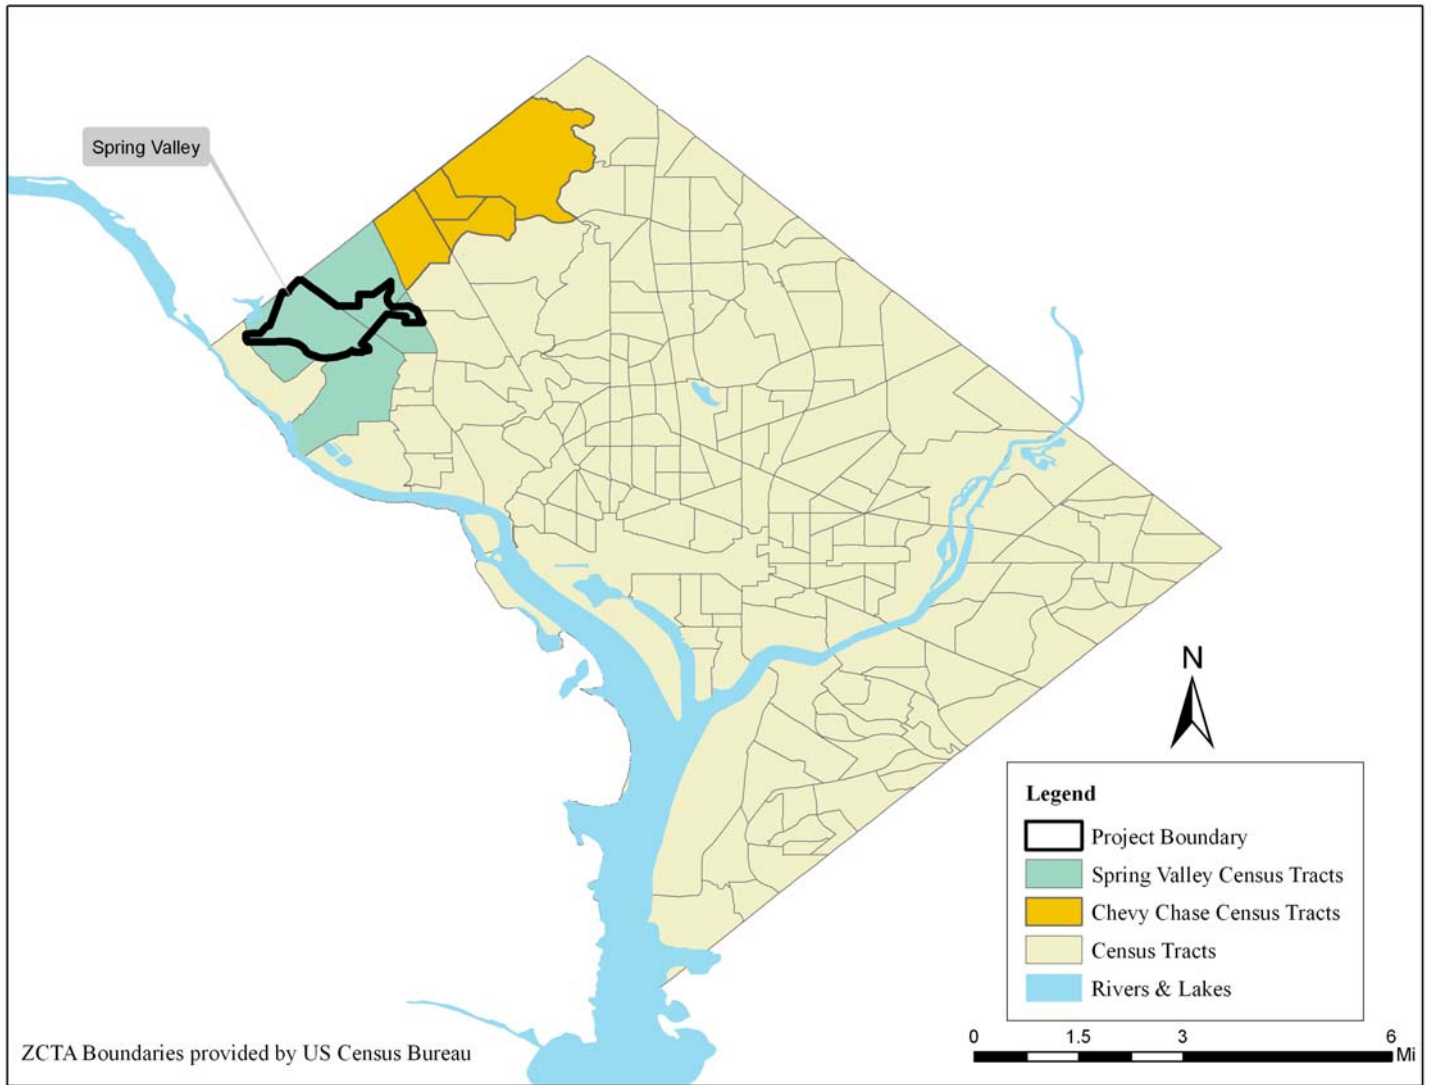 Spring Valley
N
Legend
Project Boundary
Spring Valley Census Tracts
Chevy Chase Census Tracts
Census Tracts
Rivers & Lakes
0 1.5 3 6
Mi
ZCTA Boundaries provided by US Census Bureau